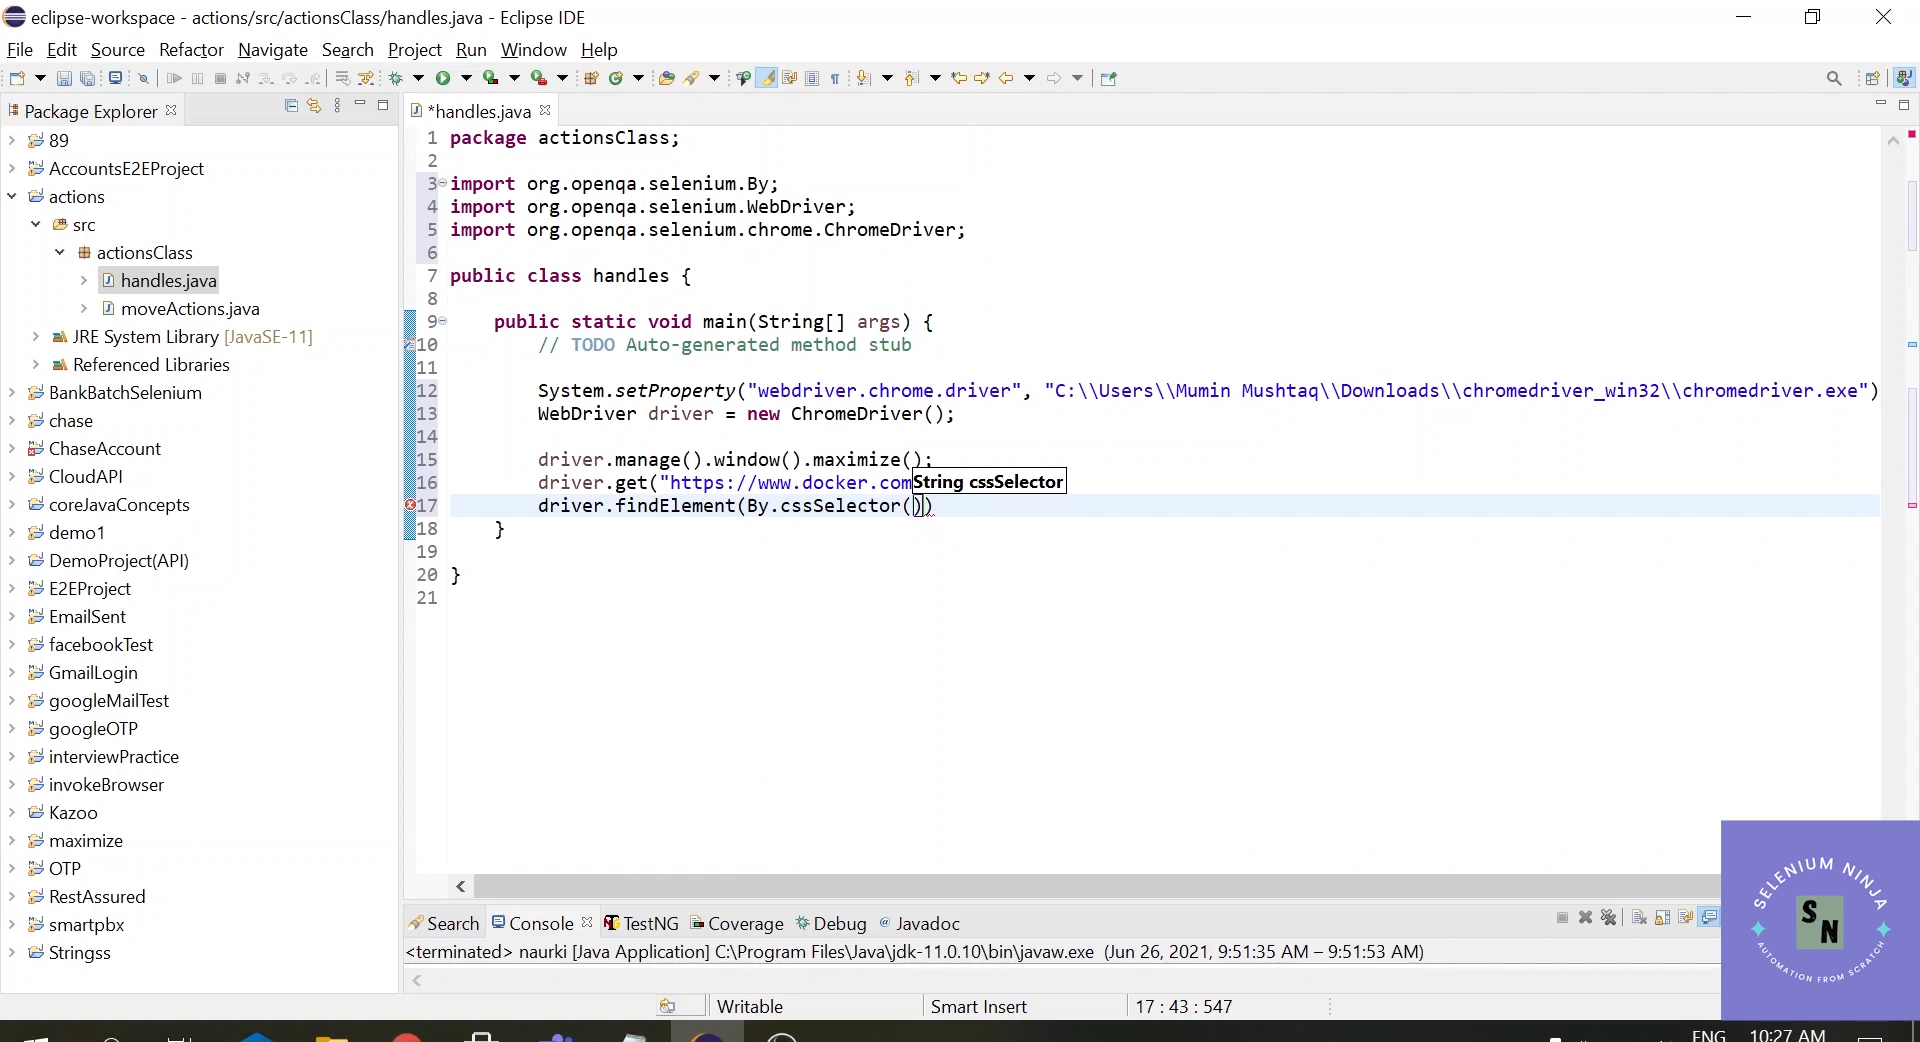 eclipse-workspace - actions/src/actionsClass/handles.java - Eclipse IDE
File Edit Source Refactor Navigate Search Project Run Window Help
Package Explorer
89
AccountsE2EProject
actions
src
actionsClass
handles.java
moveActions.java
JRE System Library [JavaSE-11]
Referenced Libraries
BankBatchSelenium
chase
ChaseAccount
CloudAPI
coreJavaConcepts
demo1
DemoProject(API)
E2EProject
EmailSent
facebookTest
GmailLogin
googleMailTest
googleOTP
interviewPractice
invokeBrowser
Kazoo
maximize
OTP
RestAssured
smartpbx
Stringss
*handles.java
1 package actionsClass;
2
3 import org.openqa.selenium.By;
4 import org.openqa.selenium.WebDriver;
5 import org.openqa.selenium.chrome.ChromeDriver;
6
7 public class handles {
8
9 public static void main(String[] args) {
10 // TODO Auto-generated method stub
11
12 System.setProperty("webdriver.chrome.driver", "C:\\Users\\Mumin Mushtaq\\Downloads\\chromedriver_win32\\chromedriver.exe")
13 WebDriver driver = new ChromeDriver();
14
15 driver.manage().window().maximize();
16 driver.get("https://www.docker.com
String cssSelector
17 driver.findElement(By.cssSelector())
18 }
19
20 }
21
Search Console TestNG Coverage Debug @ Javadoc
<terminated> naurki [Java Application] C:\Program Files\Java\jdk-11.0.10\bin\javaw.exe (Jun 26, 2021, 9:51:35 AM – 9:51:53 AM)
Writable Smart Insert 17 : 43 : 547
SELENIUM NINJA
SN
AUTOMATION FROM SCRATCH
ENG 10:27 AM